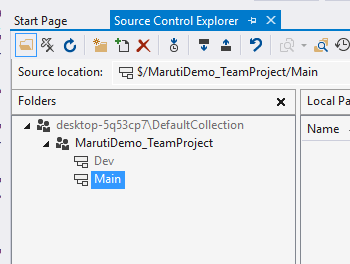 Start Page Source Control Explorer
Source location: $/MarutiDemo_TeamProject/Main
Folders Local Pa
desktop-5q53cp7\DefaultCollection Name
MarutiDemo_TeamProject
Dev
Main